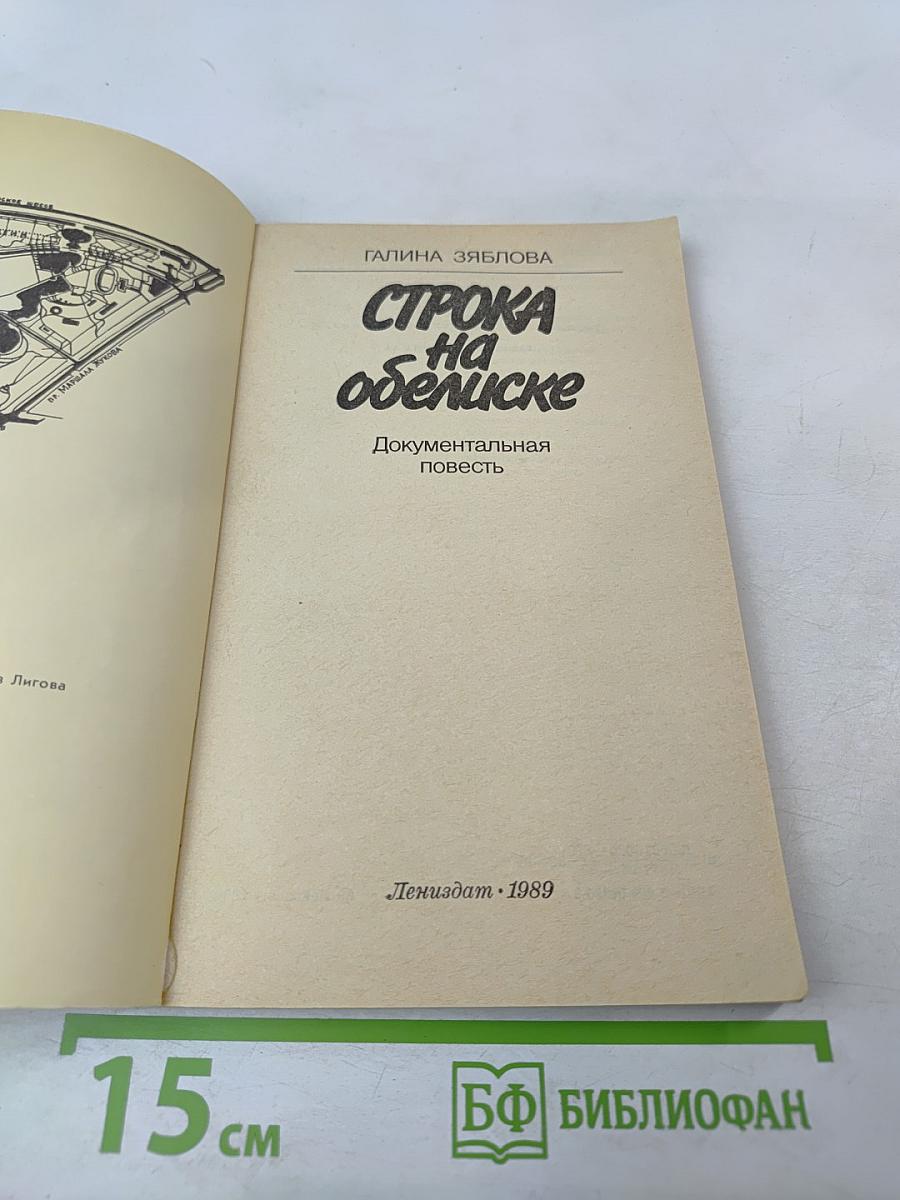 пр. МАРШАЛА ЖУКОВА
Лигова
ГАЛИНА ЗЯБЛОВА
СТРОКА
на
обелиске
Документальная
повесть
Лениздат • 1989
15 см
БФ БИБЛИОФАН